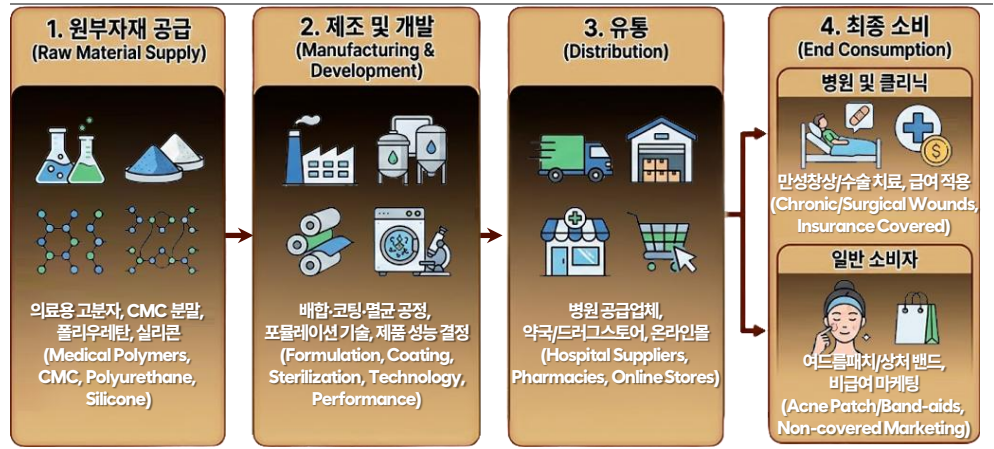 1. 원부자재 공급
(Raw Material Supply)
의료용 고분자, CMC 분말,
폴리우레탄, 실리콘
(Medical Polymers,
CMC, Polyurethane,
Silicone)
2. 제조 및 개발
(Manufacturing &
Development)
배합·코팅·멸균 공정,
포뮬레이션 기술, 제품 성능 결정
(Formulation, Coating,
Sterilization, Technology,
Performance)
3. 유통
(Distribution)
병원 공급업체,
약국/드러그스토어, 온라인몰
(Hospital Suppliers,
Pharmacies, Online Stores)
4. 최종 소비
(End Consumption)
병원 및 클리닉
$
만성창상/수술 치료, 급여 적용
(Chronic/Surgical Wounds,
Insurance Covered)
일반 소비자
여드름패치/상처 밴드,
비급여 마케팅
(Acne Patch/Band-aids,
Non-covered Marketing)